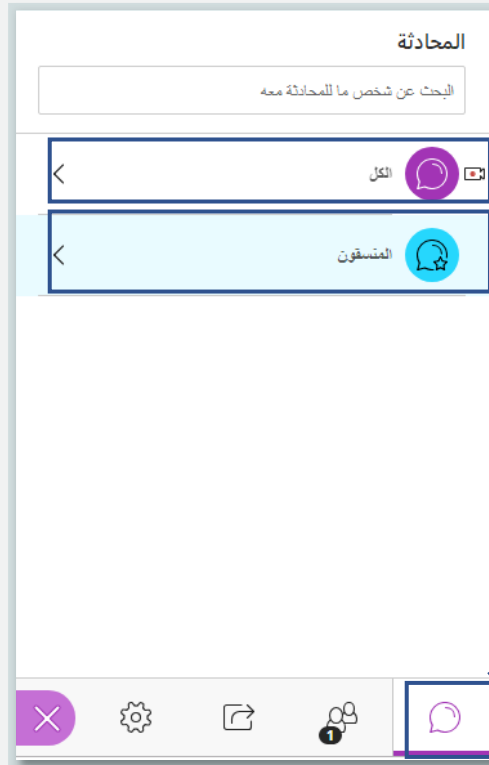 المحادثة
البحث عن شخص ما للمحادثة معه
الكل
المنسقون
1